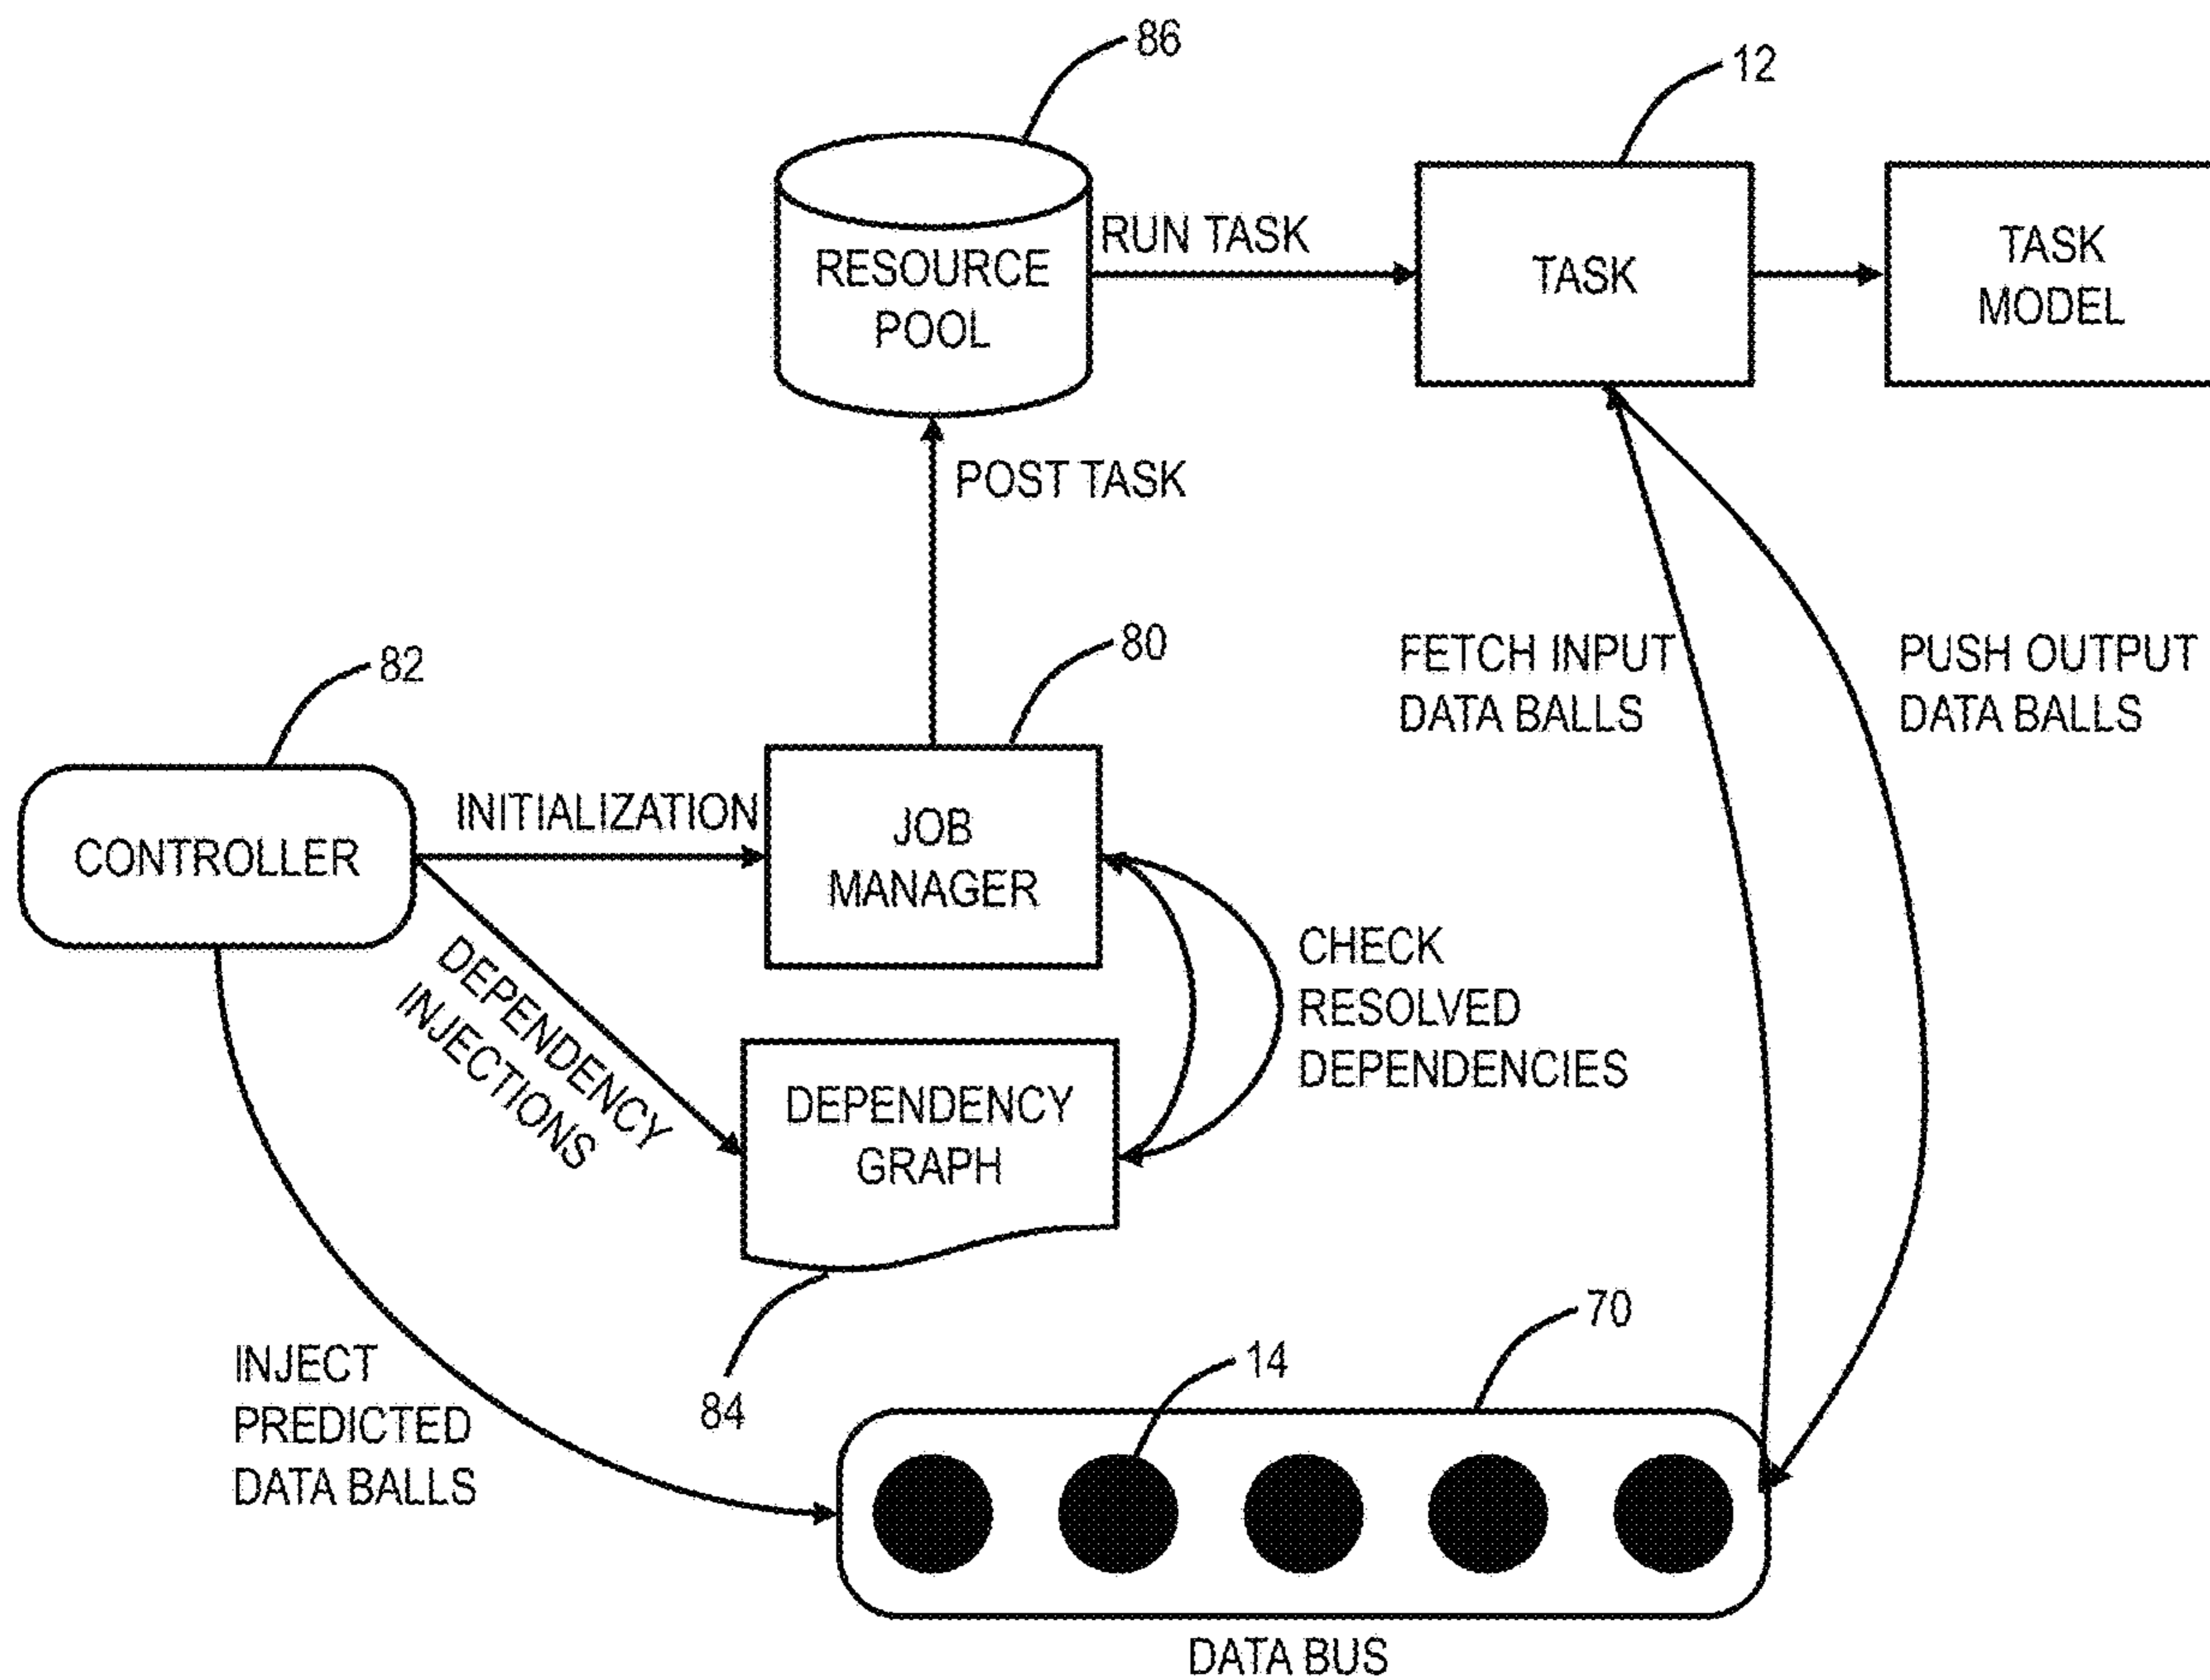 86
12
RESOURCE
POOL
RUN TASK
TASK
TASK
MODEL
POST TASK
82
80
FETCH INPUT
DATA BALLS
PUSH OUTPUT
DATA BALLS
CONTROLLER
INITIALIZATION
JOB
MANAGER
DEPENDENCY
INJECTIONS
CHECK
RESOLVED
DEPENDENCIES
DEPENDENCY
GRAPH
84
INJECT
PREDICTED
DATA BALLS
14
70
DATA BUS